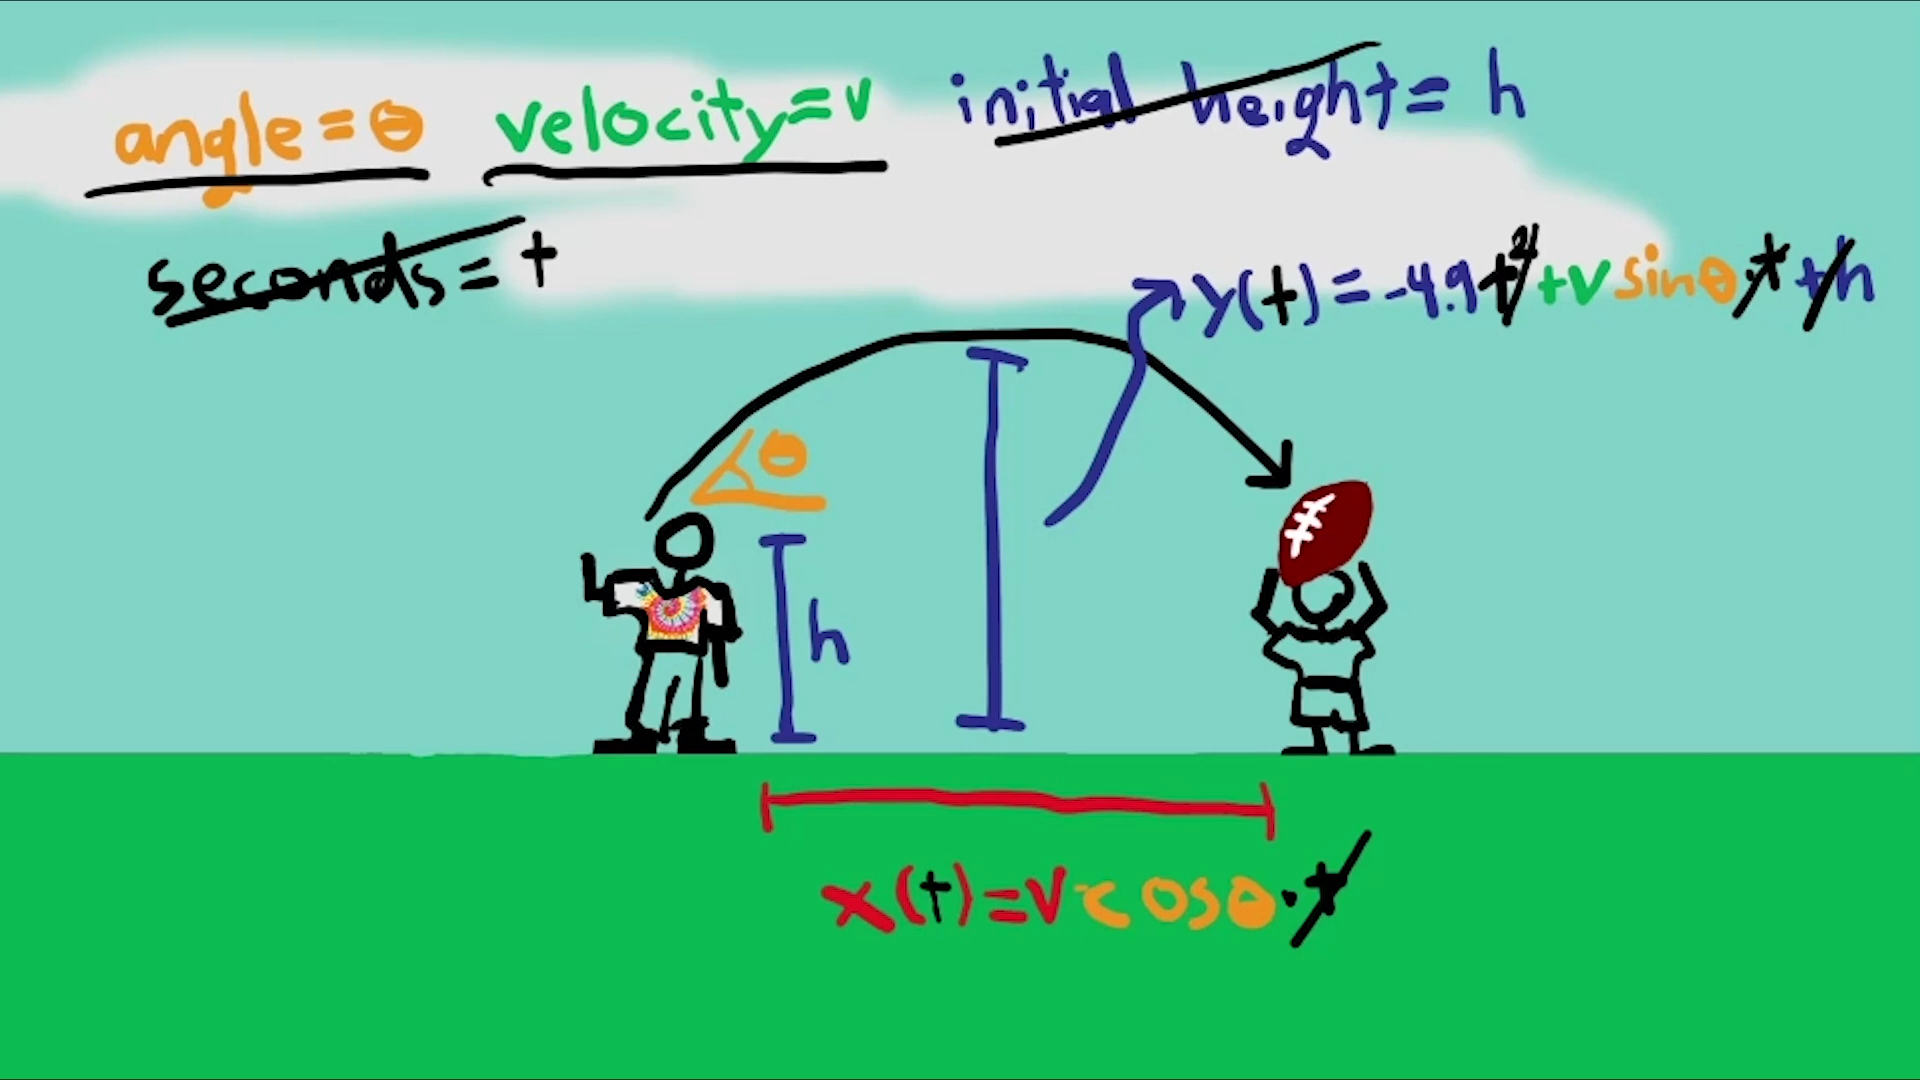 angle = θ velocity = v initial height = h
seconds = t
y(t) = -4.9t² + v sinθ · t + h
θ
h
x(t) = v cosθ · t